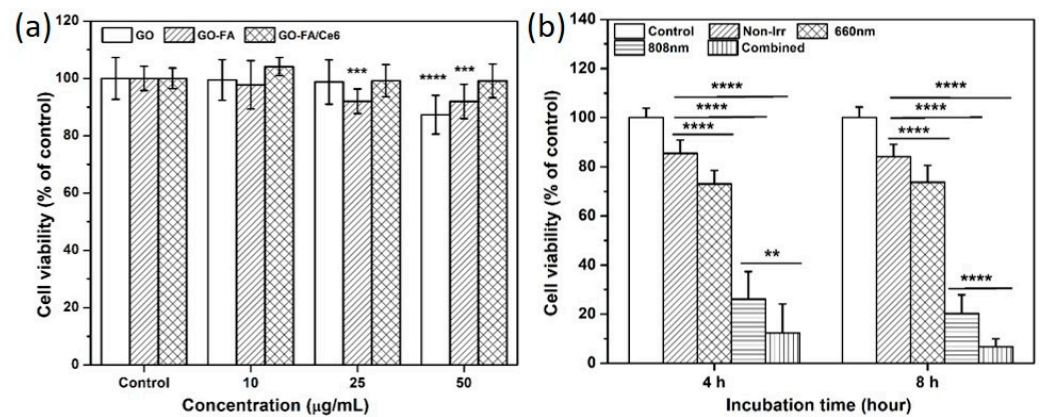 (a)
GO GO-FA GO-FA/Ce6
120
100
80
60
40
20
0
*** **** ***
Control 10 25 50
Concentration (μg/mL)
Cell viability (% of control)
(b)
Control Non-Irr 660nm
808nm Combined
140
120
100
80
60
40
20
0
**** ****
**** ****
**** ****
** ****
4 h 8 h
Incubation time (hour)
Cell viability (% of control)